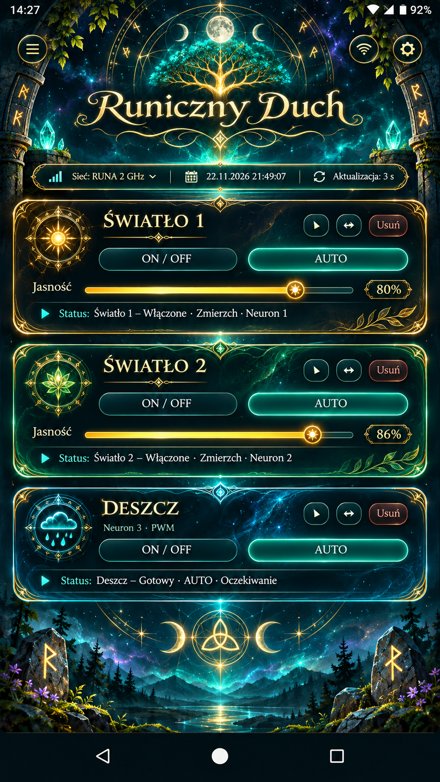 14:27 92%
Runiczny Duch
Sieć: RUNA 2 GHz 22.11.2026 21:49:07 Aktualizacja: 3 s
Światło 1 Usuń
ON / OFF AUTO
Jasność 80%
Status: Światło 1 – Włączone · Zmierzch · Neuron 1
Światło 2 Usuń
ON / OFF AUTO
Jasność 86%
Status: Światło 2 – Włączone · Zmierzch · Neuron 2
Deszcz Usuń
Neuron 3 · PWM
ON / OFF AUTO
Status: Deszcz – Gotowy · AUTO · Oczekiwanie